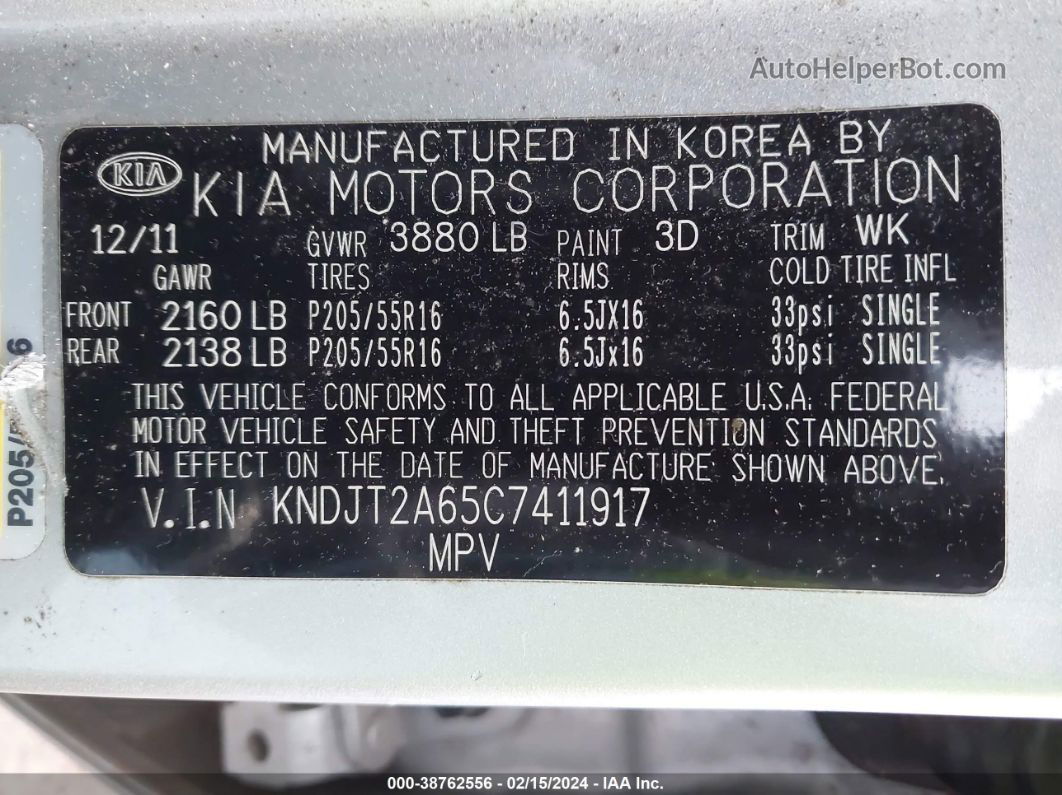 AutoHelperBot.com
MANUFACTURED IN KOREA BY
KIA KIA MOTORS CORPORATION
12/11 GVWR 3880 LB PAINT 3D TRIM WK
GAWR TIRES RIMS COLD TIRE INFL
FRONT 2160 LB P205/55R16 6.5JX16 33psi SINGLE
REAR 2138 LB P205/55R16 6.5Jx16 33psi SINGLE
THIS VEHICLE CONFORMS TO ALL APPLICABLE U.S.A. FEDERAL
MOTOR VEHICLE SAFETY AND THEFT PREVENTION STANDARDS
IN EFFECT ON THE DATE OF MANUFACTURE SHOWN ABOVE.
V.I.N KNDJT2A65C7411917
MPV
P205/
000-38762556 - 02/15/2024 - IAA Inc.